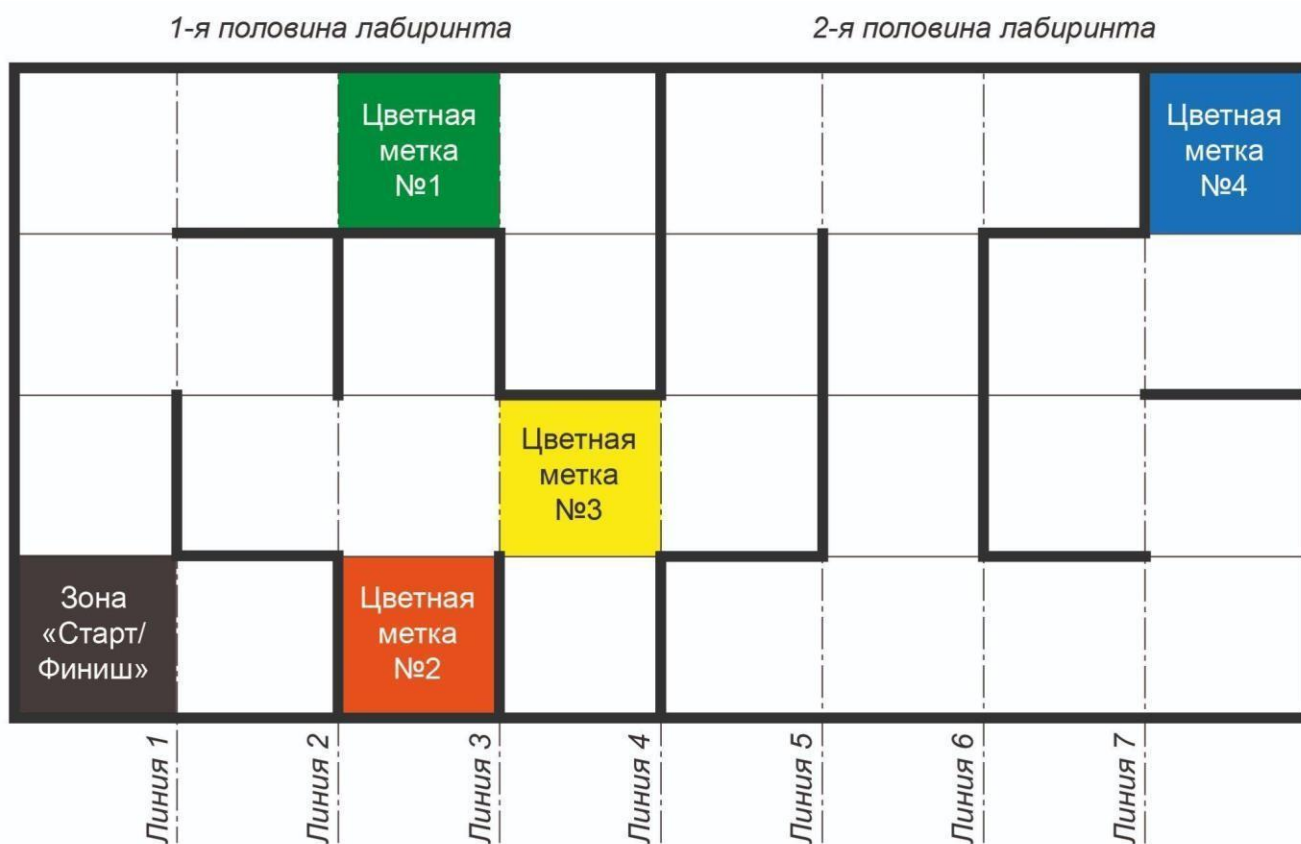 1-я половина лабиринта
2-я половина лабиринта
Цветная
метка
№1
Цветная
метка
№4
Цветная
метка
№3
Зона
«Старт/
Финиш»
Цветная
метка
№2
Линия 1
Линия 2
Линия 3
Линия 4
Линия 5
Линия 6
Линия 7